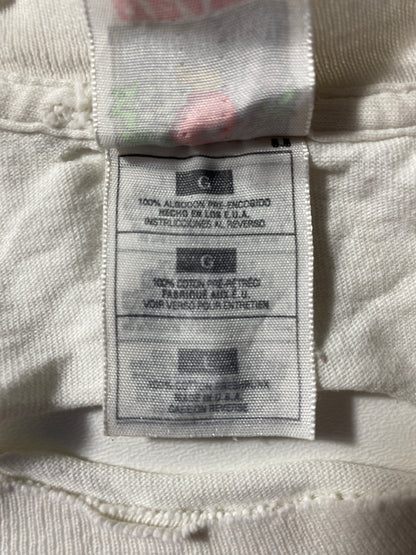 G
100% ALGODON PRE-ENCOGIDO
HECHO EN LOS E.U.A.
INSTRUCCIONES AL REVERSO
G
100% COTON PRÉ-RÉTRÉCI
FABRIQUÉ AUX É.U.
VOIR VERSO POUR ENTRETIEN
G
100% COTTON PRESHRUNK
MADE IN U.S.A.
CARE ON REVERSE